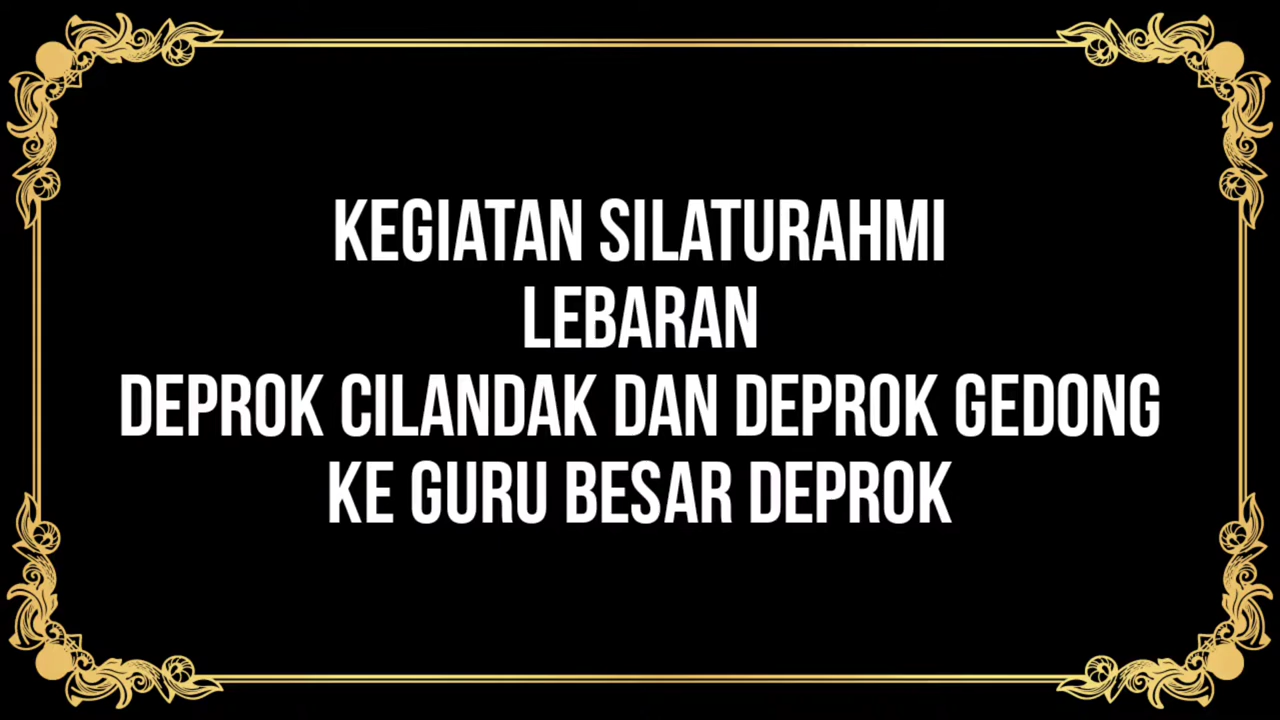 KEGIATAN SILATURAHMI
LEBARAN
DEPROK CILANDAK DAN DEPROK GEDONG
KE GURU BESAR DEPROK